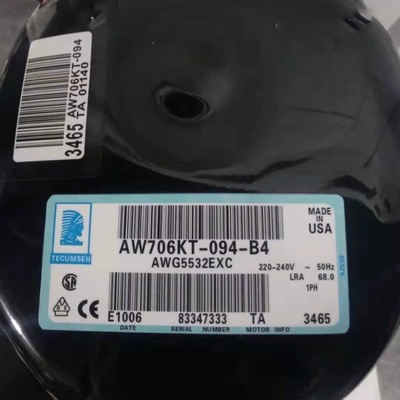 AW706KT-094
TA 01140
3465
TECUMSEH
AW706KT-094-B4
AWG5532EXC
MADE IN
USA
220-240V ~ 50Hz
LRA 68.0
1PH
E1006 83347333 TA 3465
DATE SERIAL NUMBER MOTOR INFO